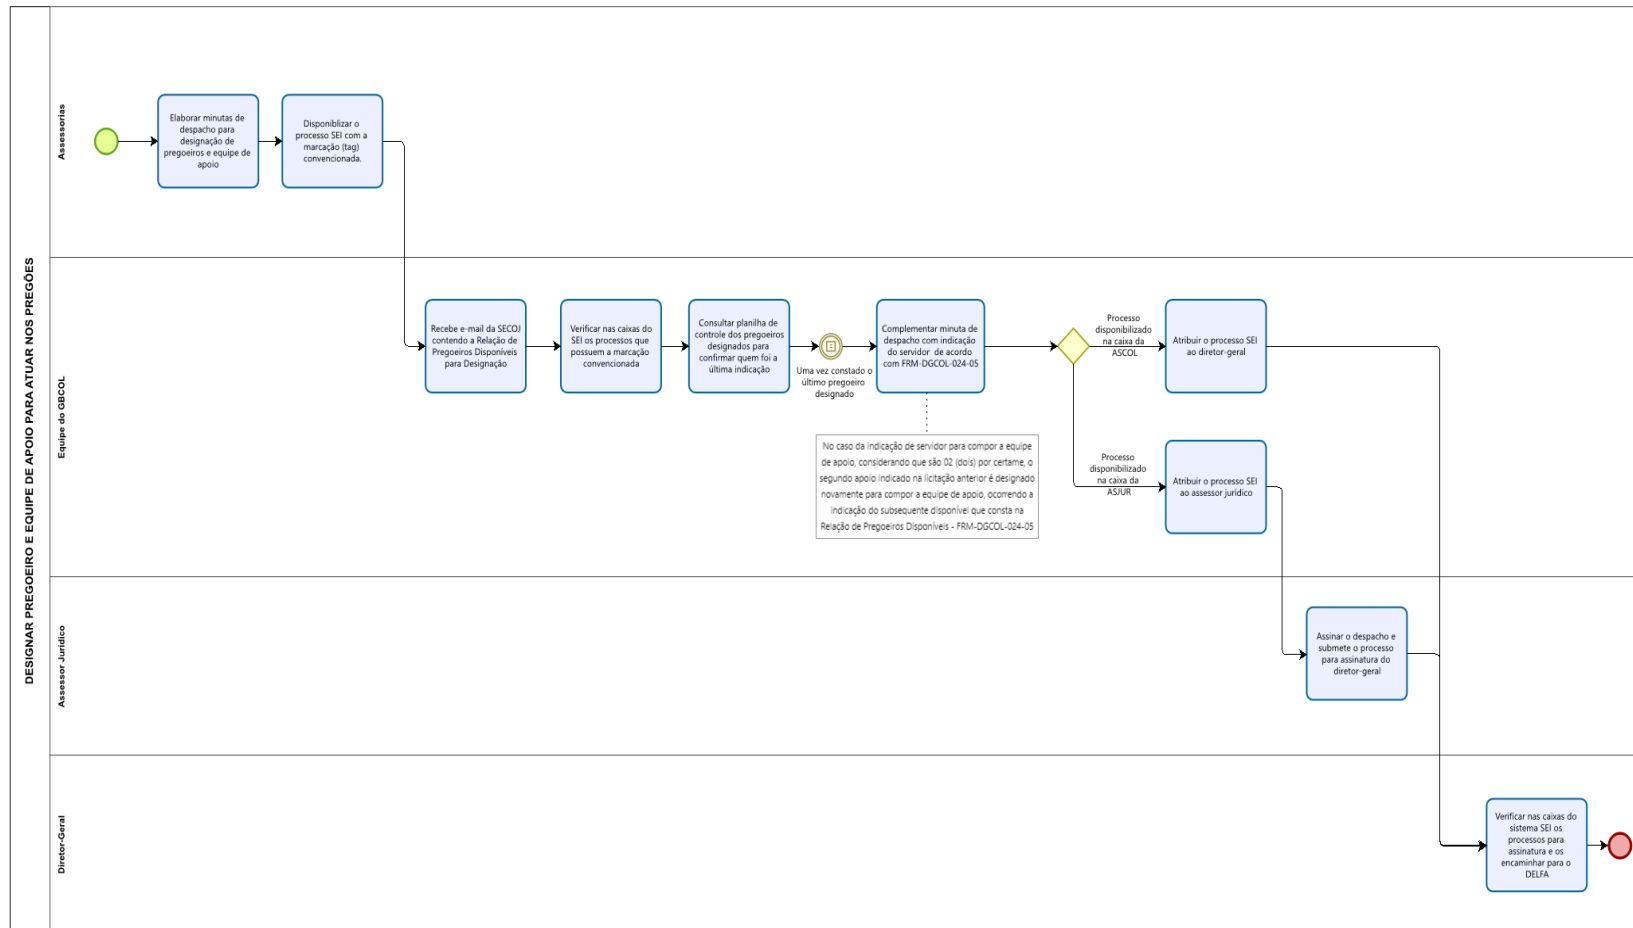 DESIGNAR PREGOEIRO E EQUIPE DE APOIO PARA ATUAR NOS PREGÕES
Assessorias
Elaborar minutas de
despacho para
designação de
pregoeiros e equipe de
apoio
Disponiblizar o
processo SEI com a
marcação (tag)
convencionada.
Equipe do GBCOL
Recebe e-mail da SECOJ
contendo a Relação de
Pregoeiros Disponíveis
para Designação
Verificar nas caixas do
SEI os processos que
possuem a marcação
convencionada
Consultar planilha de
controle dos pregoeiros
designados para
confirmar quem foi a
última indicação
Uma vez constado o
último pregoeiro
designado
Complementar minuta de
despacho com indicação
do servidor de acordo
com FRM-DGCOL-024-05
No caso da indicação de servidor para compor a equipe
de apoio, considerando que são 02 (dois) por certame, o
segundo apoio indicado na licitação anterior é designado
novamente para compor a equipe de apoio, ocorrendo a
indicação do subsequente disponível que consta na
Relação de Pregoeiros Disponíveis - FRM-DGCOL-024-05
Processo
disponibilizado
na caixa da
ASCOL
Atribuir o processo SEI
ao diretor-geral
Processo
disponibilizado
na caixa da
ASJUR
Atribuir o processo SEI
ao assessor jurídico
Assessor Jurídico
Assinar o despacho e
submete o processo
para assinatura do
diretor-geral
Diretor-Geral
Verificar nas caixas do
sistema SEI os
processos para
assinatura e os
encaminhar para o
DELFA